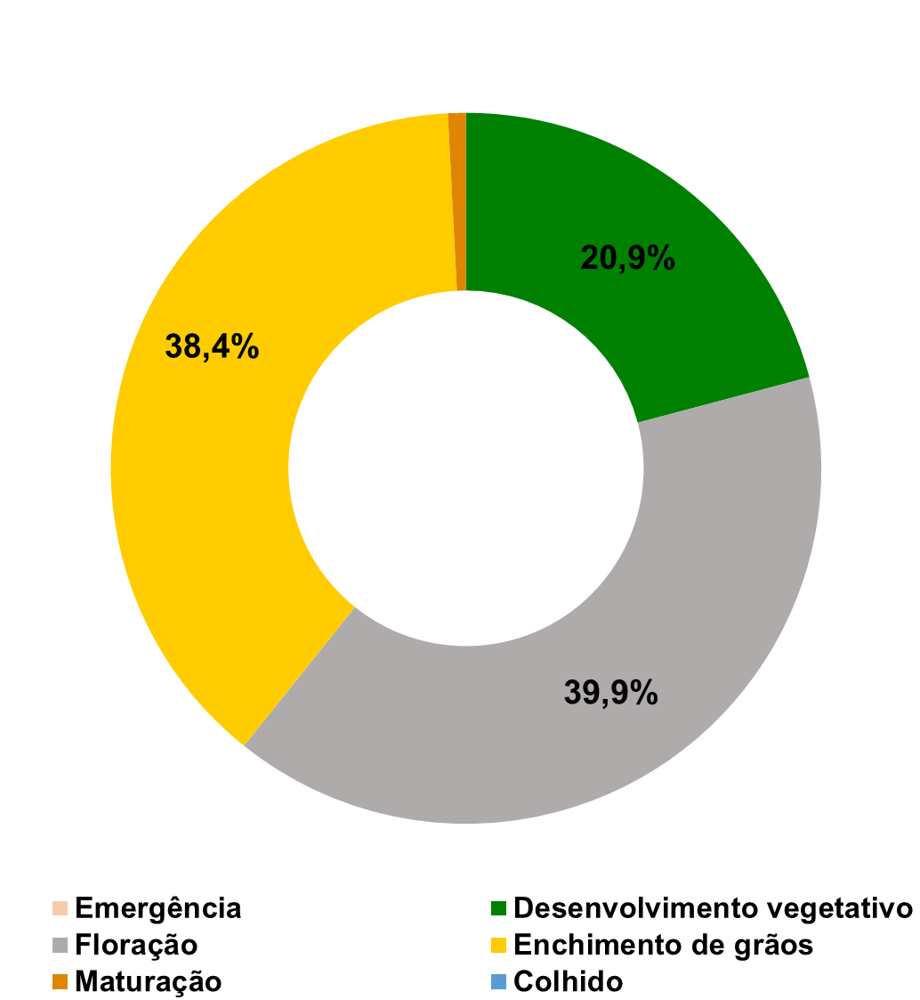 20,9%
38,4%
39,9%
Emergência
Desenvolvimento vegetativo
Floração
Enchimento de grãos
Maturação
Colhido